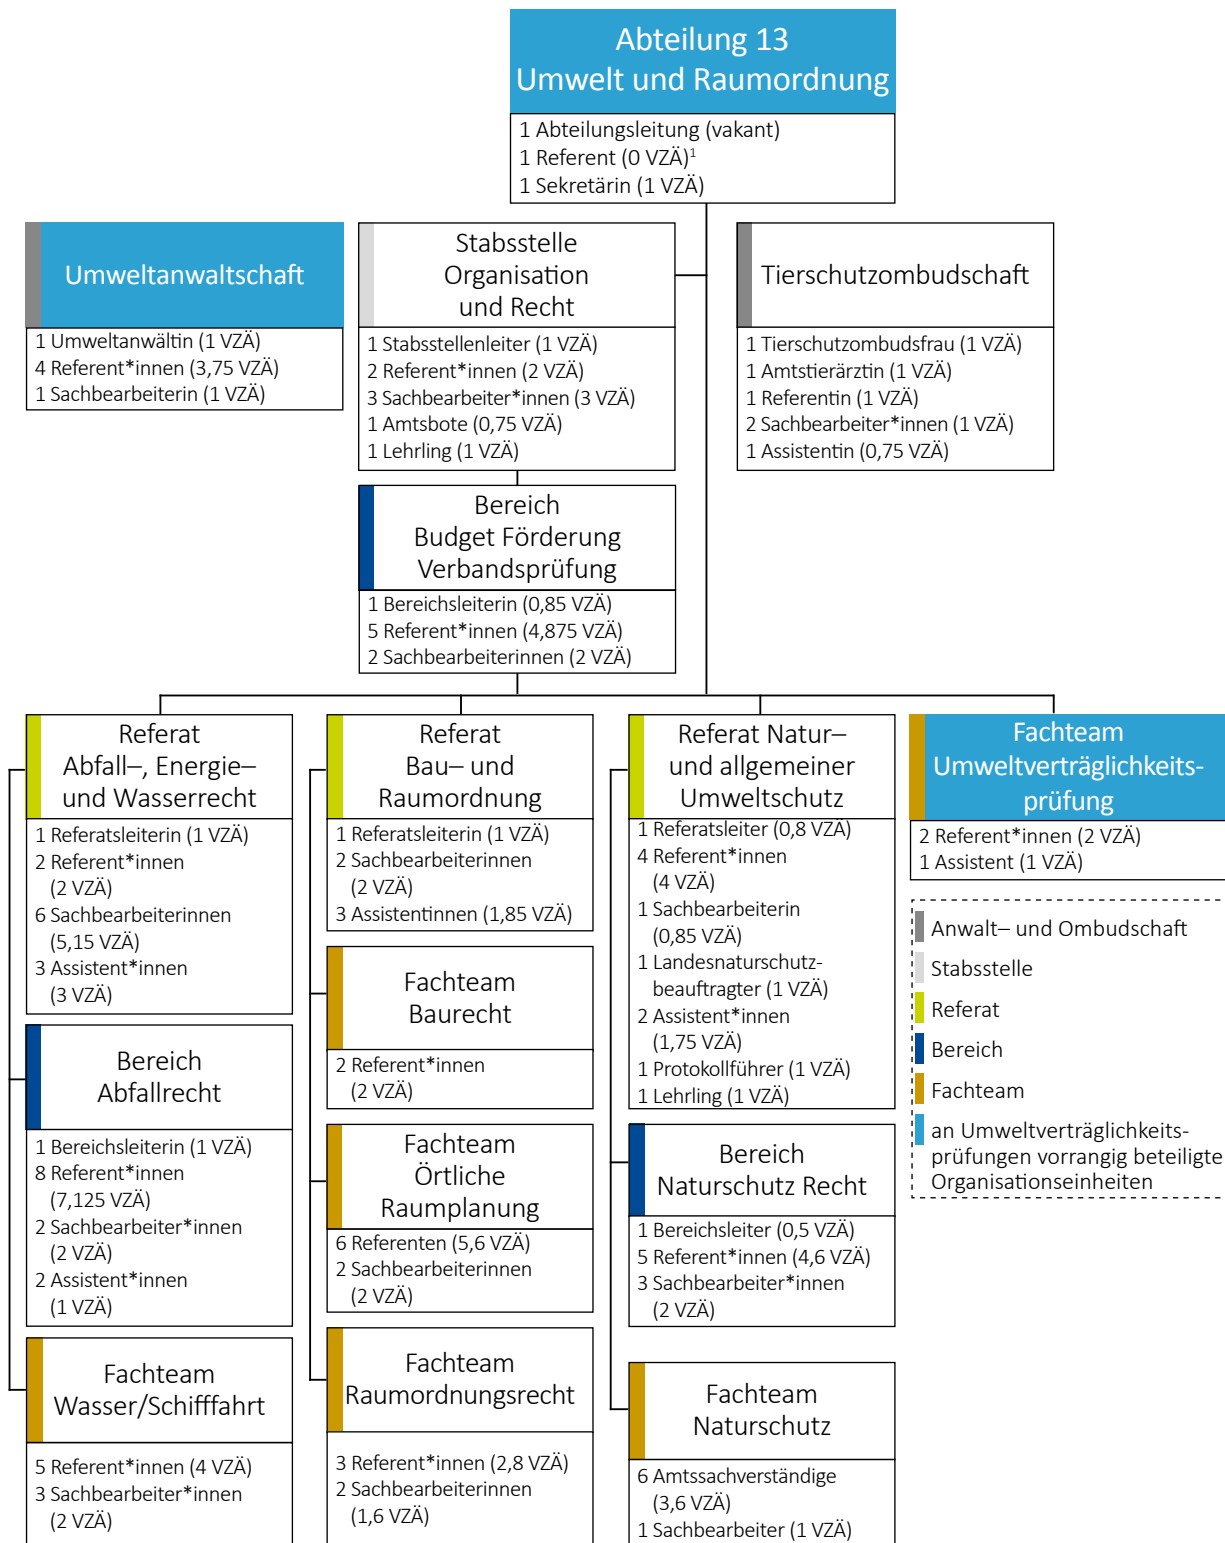 Abteilung 13
Umwelt und Raumordnung
1 Abteilungsleitung (vakant)
1 Referent (0 VZÄ)¹
1 Sekretärin (1 VZÄ)
Umweltanwaltschaft
1 Umweltanwältin (1 VZÄ)
4 Referent*innen (3,75 VZÄ)
1 Sachbearbeiterin (1 VZÄ)
Stabsstelle
Organisation
und Recht
1 Stabsstellenleiter (1 VZÄ)
2 Referent*innen (2 VZÄ)
3 Sachbearbeiter*innen (3 VZÄ)
1 Amtsbote (0,75 VZÄ)
1 Lehrling (1 VZÄ)
Tierschutzombudschaft
1 Tierschutzombudsfrau (1 VZÄ)
1 Amtstierärztin (1 VZÄ)
1 Referentin (1 VZÄ)
2 Sachbearbeiter*innen (1 VZÄ)
1 Assistentin (0,75 VZÄ)
Bereich
Budget Förderung
Verbandsprüfung
1 Bereichsleiterin (0,85 VZÄ)
5 Referent*innen (4,875 VZÄ)
2 Sachbearbeiterinnen (2 VZÄ)
Referat
Abfall–, Energie–
und Wasserrecht
1 Referatsleiterin (1 VZÄ)
2 Referent*innen
(2 VZÄ)
6 Sachbearbeiterinnen
(5,15 VZÄ)
3 Assistent*innen
(3 VZÄ)
Bereich
Abfallrecht
1 Bereichsleiterin (1 VZÄ)
8 Referent*innen
(7,125 VZÄ)
2 Sachbearbeiter*innen
(2 VZÄ)
2 Assistent*innen
(1 VZÄ)
Fachteam
Wasser/Schifffahrt
5 Referent*innen (4 VZÄ)
3 Sachbearbeiter*innen
(2 VZÄ)
Referat
Bau– und
Raumordnung
1 Referatsleiterin (1 VZÄ)
2 Sachbearbeiterinnen
(2 VZÄ)
3 Assistentinnen (1,85 VZÄ)
Fachteam
Baurecht
2 Referent*innen
(2 VZÄ)
Fachteam
Örtliche
Raumplanung
6 Referenten (5,6 VZÄ)
2 Sachbearbeiterinnen
(2 VZÄ)
Fachteam
Raumordnungsrecht
3 Referent*innen (2,8 VZÄ)
2 Sachbearbeiterinnen
(1,6 VZÄ)
Referat Natur–
und allgemeiner
Umweltschutz
1 Referatsleiter (0,8 VZÄ)
4 Referent*innen
(4 VZÄ)
1 Sachbearbeiterin
(0,85 VZÄ)
1 Landesnaturschutz-
beauftragter (1 VZÄ)
2 Assistent*innen
(1,75 VZÄ)
1 Protokollführer (1 VZÄ)
1 Lehrling (1 VZÄ)
Bereich
Naturschutz Recht
1 Bereichsleiter (0,5 VZÄ)
5 Referent*innen (4,6 VZÄ)
3 Sachbearbeiter*innen
(2 VZÄ)
Fachteam
Naturschutz
6 Amtssachverständige
(3,6 VZÄ)
1 Sachbearbeiter (1 VZÄ)
Fachteam
Umweltverträglichkeits-
prüfung
2 Referent*innen (2 VZÄ)
1 Assistent (1 VZÄ)
Anwalt– und Ombudschaft
Stabsstelle
Referat
Bereich
Fachteam
an Umweltverträglichkeits-
prüfungen vorrangig beteiligte
Organisationseinheiten